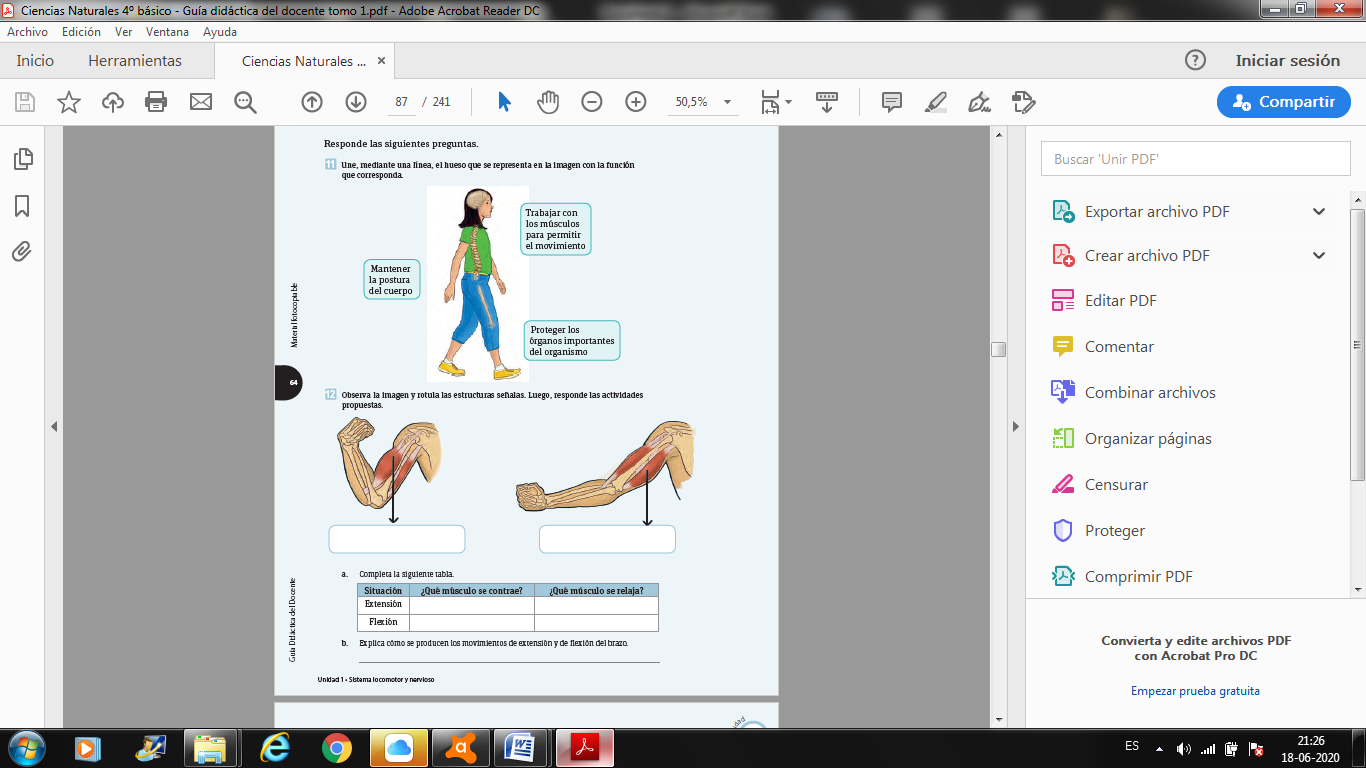 Ciencias Naturales 4º básico - Guía didáctica del docente tomo 1.pdf - Adobe Acrobat Reader DC
Archivo Edición Ver Ventana Ayuda
Inicio Herramientas Ciencias Naturales ... ×
? Iniciar sesión
87 / 241
50,5%
Compartir
Responde las siguientes preguntas.
11 Une, mediante una línea, el hueso que se representa en la imagen con la función
que corresponda.
Trabajar con
los músculos
para permitir
el movimiento
Mantener
la postura
del cuerpo
Proteger los
órganos importantes
del organismo
Material fotocopiable
64
12 Observa la imagen y rotula las estructuras señalas. Luego, responde las actividades
propuestas.
a. Completa la siguiente tabla.
Situación ¿Qué músculo se contrae? ¿Qué músculo se relaja?
Extensión
Flexión
b. Explica cómo se producen los movimientos de extensión y de flexión del brazo.
Guía Didáctica del Docente
Unidad 1 • Sistema locomotor y nervioso
Buscar 'Unir PDF'
Exportar archivo PDF
Crear archivo PDF
Editar PDF
Comentar
Combinar archivos
Organizar páginas
Censurar
Proteger
Comprimir PDF
Convierta y edite archivos PDF
con Acrobat Pro DC
Empezar prueba gratuita
ES
21:26
18-06-2020